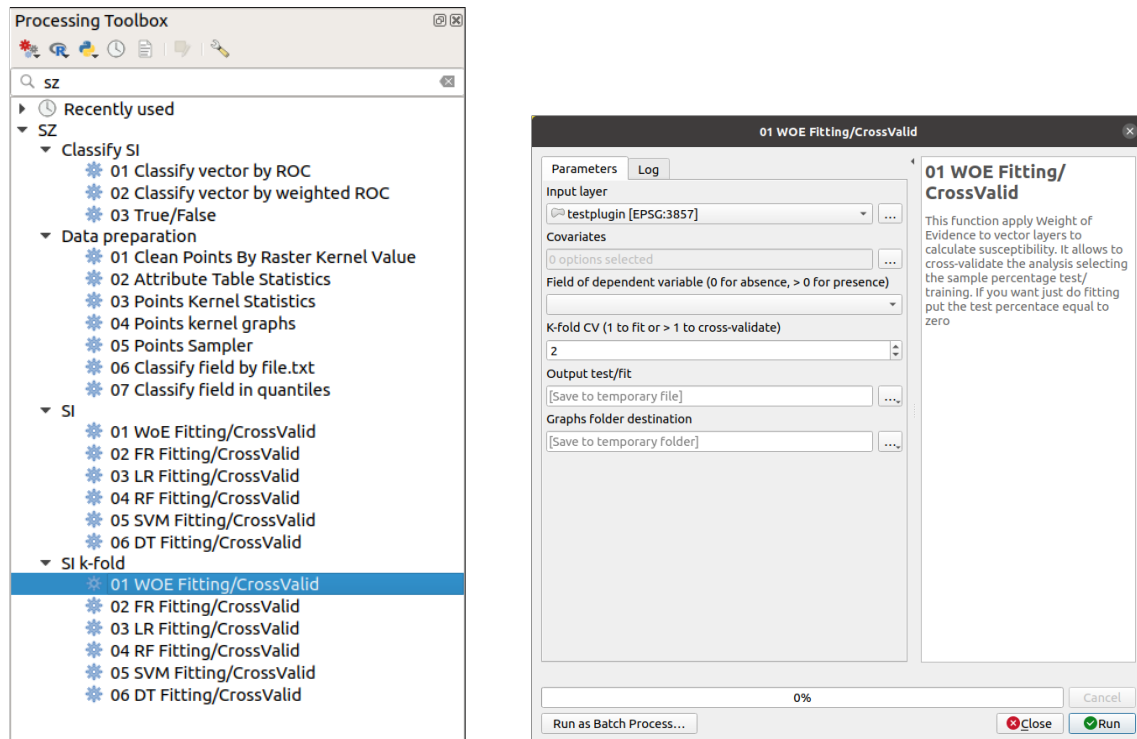 Processing Toolbox
sz
Recently used
SZ
Classify SI
01 Classify vector by ROC
02 Classify vector by weighted ROC
03 True/False
Data preparation
01 Clean Points By Raster Kernel Value
02 Attribute Table Statistics
03 Points Kernel Statistics
04 Points kernel graphs
05 Points Sampler
06 Classify field by file.txt
07 Classify field in quantiles
SI
01 WoE Fitting/CrossValid
02 FR Fitting/CrossValid
03 LR Fitting/CrossValid
04 RF Fitting/CrossValid
05 SVM Fitting/CrossValid
06 DT Fitting/CrossValid
SI k-fold
01 WOE Fitting/CrossValid
02 FR Fitting/CrossValid
03 LR Fitting/CrossValid
04 RF Fitting/CrossValid
05 SVM Fitting/CrossValid
06 DT Fitting/CrossValid
01 WOE Fitting/CrossValid
Parameters Log
Input layer
testplugin [EPSG:3857] ...
Covariates
0 options selected ...
Field of dependent variable (0 for absence, > 0 for presence)
K-fold CV (1 to fit or > 1 to cross-validate)
2
Output test/fit
[Save to temporary file] ...
Graphs folder destination
[Save to temporary folder] ...
01 WOE Fitting/
CrossValid
This function apply Weight of
Evidence to vector layers to
calculate susceptibility. It allows to
cross-validate the analysis selecting
the sample percentage test/
training. If you want just do fitting
put the test percentace equal to
zero
0% Cancel
Run as Batch Process... Close Run